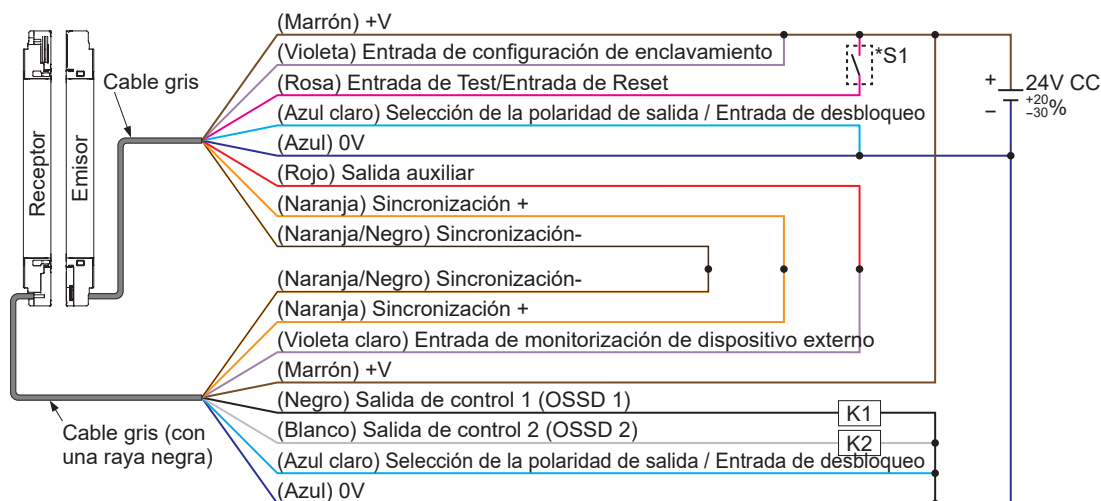 (Marrón) +V
(Violeta) Entrada de configuración de enclavamiento
*S1
Cable gris
(Rosa) Entrada de Test/Entrada de Reset
+
24V CC
+20
−30%
−
(Azul claro) Selección de la polaridad de salida / Entrada de desbloqueo
(Azul) 0V
Receptor
Emisor
(Rojo) Salida auxiliar
(Naranja) Sincronización +
(Naranja/Negro) Sincronización-
(Naranja/Negro) Sincronización-
(Naranja) Sincronización +
(Violeta claro) Entrada de monitorización de dispositivo externo
(Marrón) +V
(Negro) Salida de control 1 (OSSD 1)
K1
Cable gris (con
una raya negra)
(Blanco) Salida de control 2 (OSSD 2)
K2
(Azul claro) Selección de la polaridad de salida / Entrada de desbloqueo
(Azul) 0V